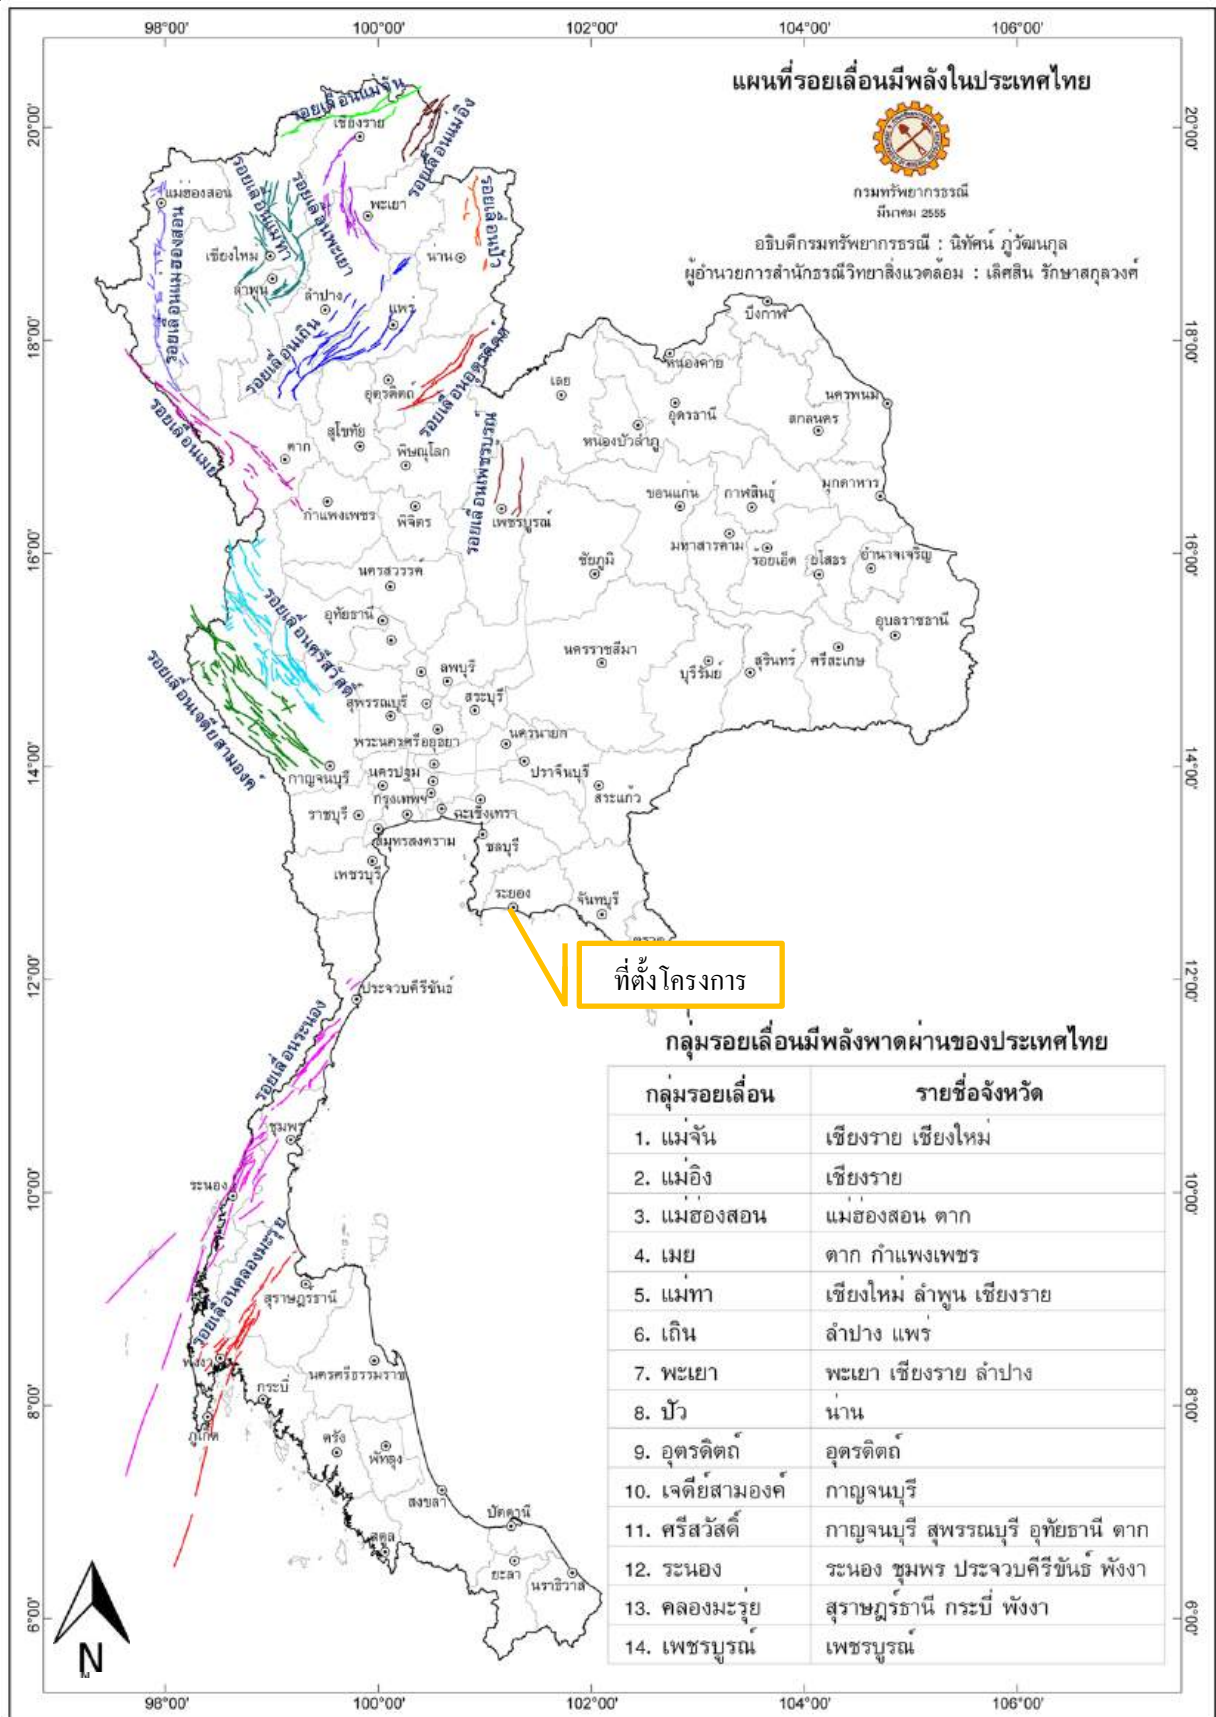 98°00'
100°00'
102°00'
104°00'
106°00'
แผนที่รอยเลื่อนมีพลังในประเทศไทย
กรมทรัพยากรธรณี
มีนาคม 2555
อธิบดีกรมทรัพยากรธรณี : นิทัศน์ ภู่วัฒนกุล
ผู้อำนวยการสำนักธรณีวิทยาสิ่งแวดล้อม : เลิศสิน รักษาสกุลวงศ์
20°00'
20°00'
18°00'
18°00'
16°00'
16°00'
14°00'
14°00'
12°00'
12°00'
10°00'
10°00'
8°00'
8°00'
6°00'
6°00'
รอยเลื่อนแม่จัน
เชียงราย
รอยเลื่อนแม่อิง
แม่ฮ่องสอน
รอยเลื่อนแม่ฮ่องสอน
รอยเลื่อนแม่ทา
รอยเลื่อนพะเยา
พะเยา
รอยเลื่อนปัว
เชียงใหม่
น่าน
ลำพูน
ลำปาง
แพร่
บึงกาฬ
รอยเลื่อนเถิน
รอยเลื่อนอุตรดิตถ์
หนองคาย
อุตรดิตถ์
เลย
นครพนม
อุดรธานี
สกลนคร
รอยเลื่อนเมย
สุโขทัย
หนองบัวลำภู
ตาก
พิษณุโลก
รอยเลื่อนเพชรบูรณ์
มุกดาหาร
ขอนแก่น
กาฬสินธุ์
กำแพงเพชร
พิจิตร
เพชรบูรณ์
มหาสารคาม
ร้อยเอ็ด
ยโสธร
อำนาจเจริญ
ชัยภูมิ
นครสวรรค์
รอยเลื่อนศรีสวัสดิ์
อุทัยธานี
อุบลราชธานี
นครราชสีมา
บุรีรัมย์
สุรินทร์
ศรีสะเกษ
รอยเลื่อนเจดีย์สามองค์
ลพบุรี
สุพรรณบุรี
สระบุรี
พระนครศรีอยุธยา
นครนายก
กาญจนบุรี
นครปฐม
ปราจีนบุรี
กรุงเทพฯ
สระแก้ว
ราชบุรี
ฉะเชิงเทรา
สมุทรสงคราม
ชลบุรี
เพชรบุรี
ระยอง
จันทบุรี
ที่ตั้งโครงการ
ประจวบคีรีขันธ์
รอยเลื่อนระนอง
ชุมพร
ระนอง
รอยเลื่อนคลองมะรุ่ย
สุราษฎร์ธานี
พังงา
นครศรีธรรมราช
กระบี่
ภูเก็ต
ตรัง
พัทลุง
สงขลา
ปัตตานี
สตูล
ยะลา
นราธิวาส
กลุ่มรอยเลื่อนมีพลังพาดผ่านของประเทศไทย
กลุ่มรอยเลื่อน รายชื่อจังหวัด
1. แม่จัน เชียงราย เชียงใหม่
2. แม่อิง เชียงราย
3. แม่ฮ่องสอน แม่ฮ่องสอน ตาก
4. เมย ตาก กำแพงเพชร
5. แม่ทา เชียงใหม่ ลำพูน เชียงราย
6. เถิน ลำปาง แพร่
7. พะเยา พะเยา เชียงราย ลำปาง
8. ปัว น่าน
9. อุตรดิตถ์ อุตรดิตถ์
10. เจดีย์สามองค์ กาญจนบุรี
11. ศรีสวัสดิ์ กาญจนบุรี สุพรรณบุรี อุทัยธานี ตาก
12. ระนอง ระนอง ชุมพร ประจวบคีรีขันธ์ พังงา
13. คลองมะรุ่ย สุราษฎร์ธานี กระบี่ พังงา
14. เพชรบูรณ์ เพชรบูรณ์
N
98°00'
100°00'
102°00'
104°00'
106°00'